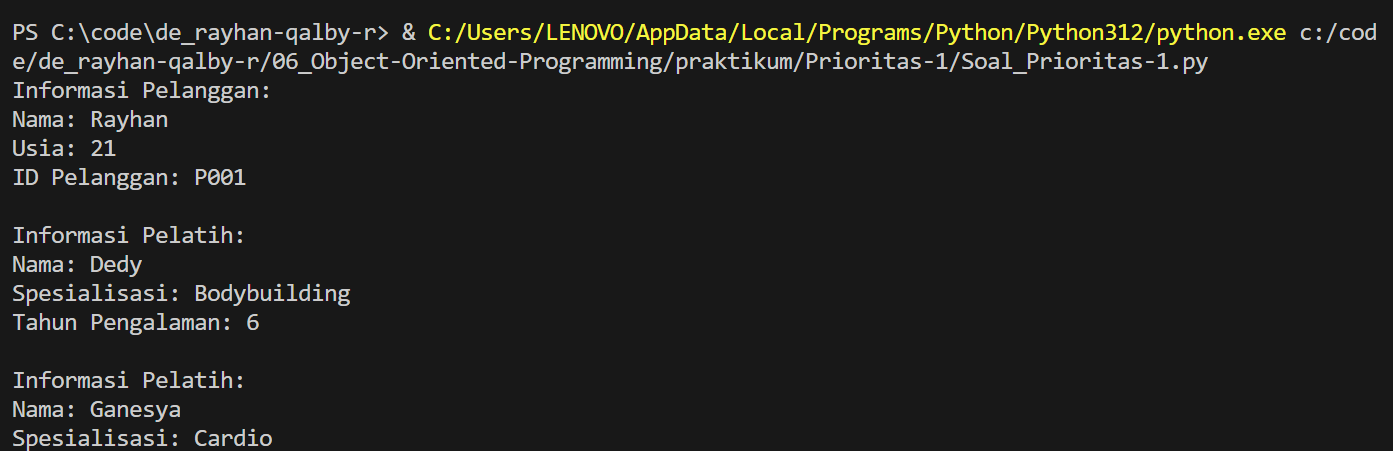 PS C:\code\de_rayhan-qalby-r> & C:/Users/LENOVO/AppData/Local/Programs/Python/Python312/python.exe c:/cod
e/de_rayhan-qalby-r/06_Object-Oriented-Programming/praktikum/Prioritas-1/Soal_Prioritas-1.py
Informasi Pelanggan:
Nama: Rayhan
Usia: 21
ID Pelanggan: P001
Informasi Pelatih:
Nama: Dedy
Spesialisasi: Bodybuilding
Tahun Pengalaman: 6
Informasi Pelatih:
Nama: Ganesya
Spesialisasi: Cardio